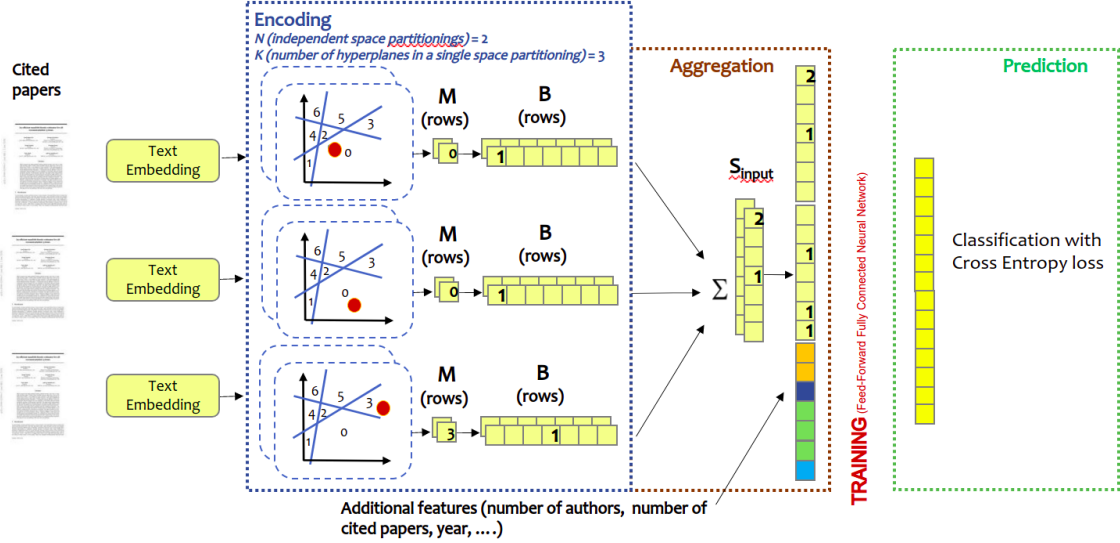 Encoding
N (independent space partitionings) = 2
K (number of hyperplanes in a single space partitioning) = 3
Cited
papers
Aggregation
Prediction
Text
Embedding
6
5
3
4
2
0
1
M
(rows)
0
B
(rows)
1
Text
Embedding
6
5
3
4
2
0
1
M
(rows)
0
B
(rows)
1
Text
Embedding
6
5
3
4
2
0
1
M
(rows)
3
B
(rows)
1
Σ
Sinput
2
1
2
1
1
1
1
TRAINING (Feed-Forward Fully Connected Neural Network)
Classification with
Cross Entropy loss
Additional features (number of authors, number of
cited papers, year, ….)